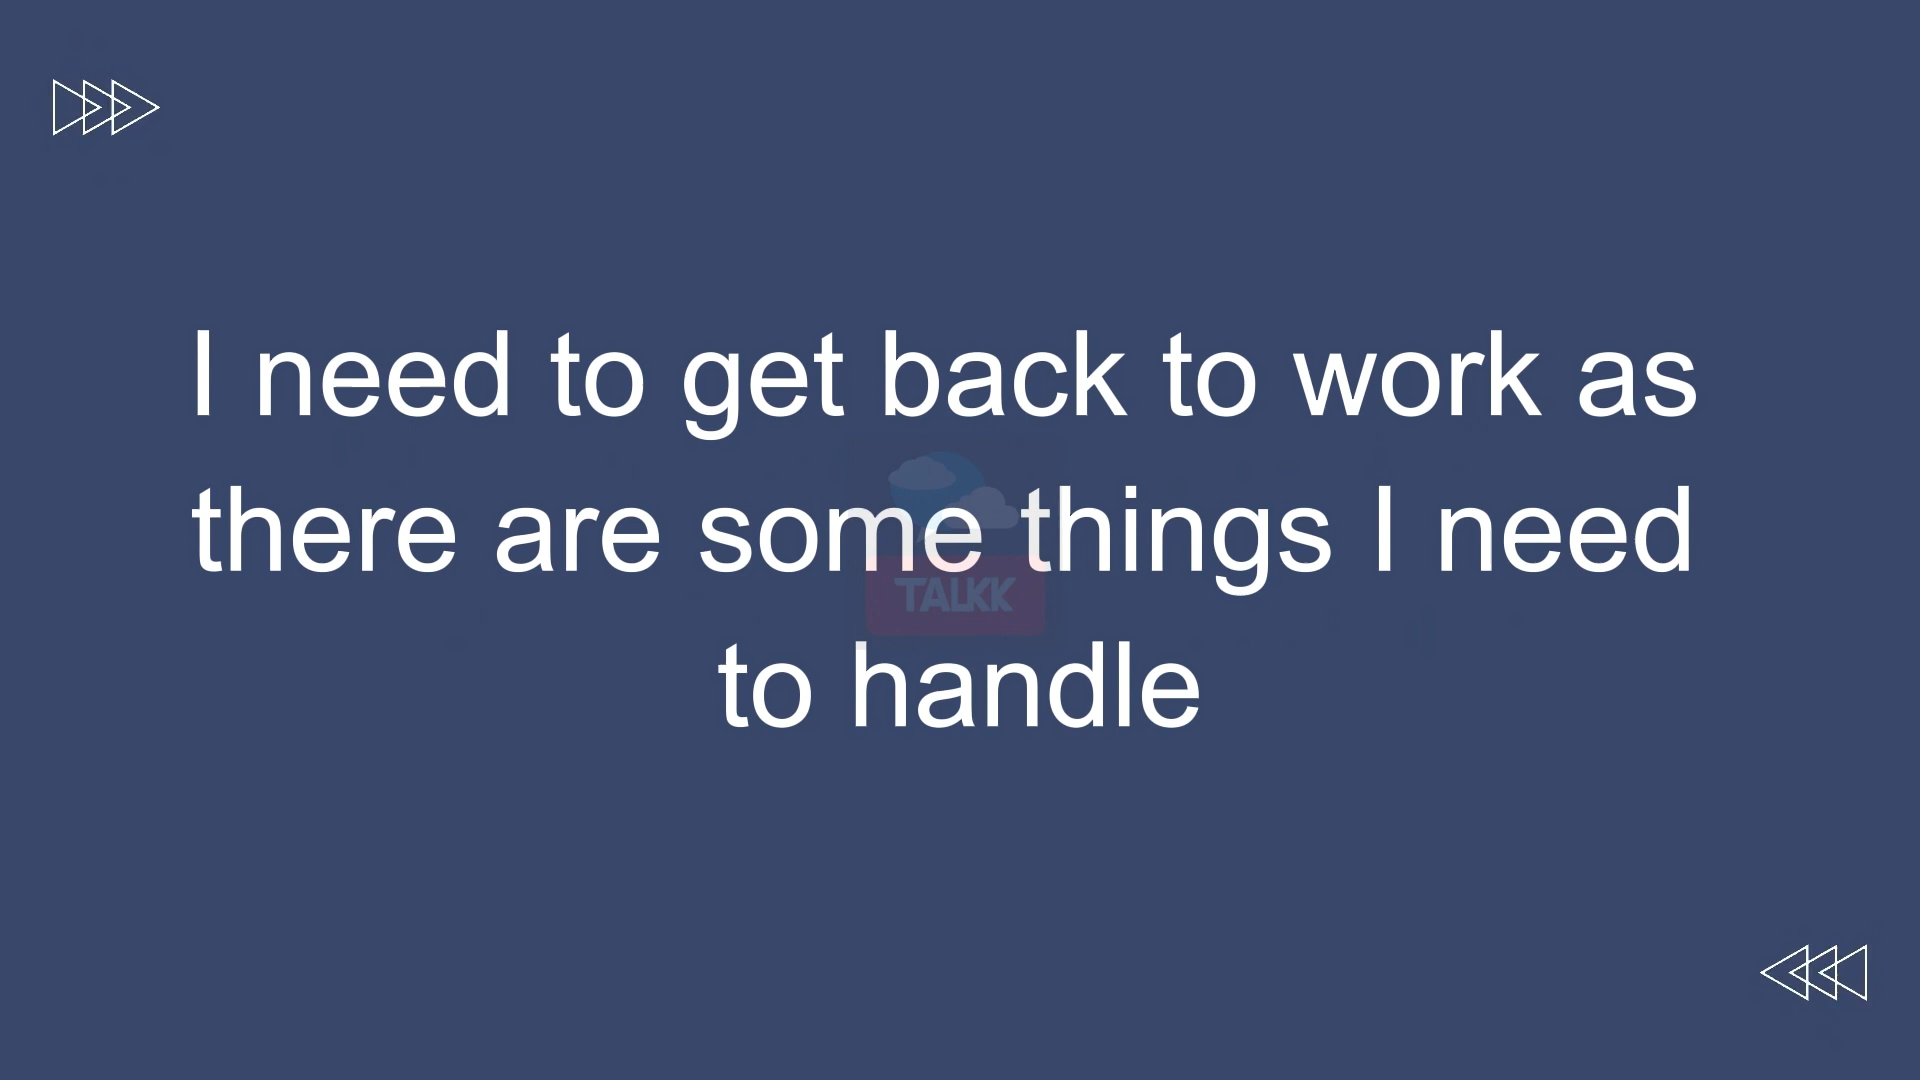 I need to get back to work as
there are some things I need
TALKK
to handle